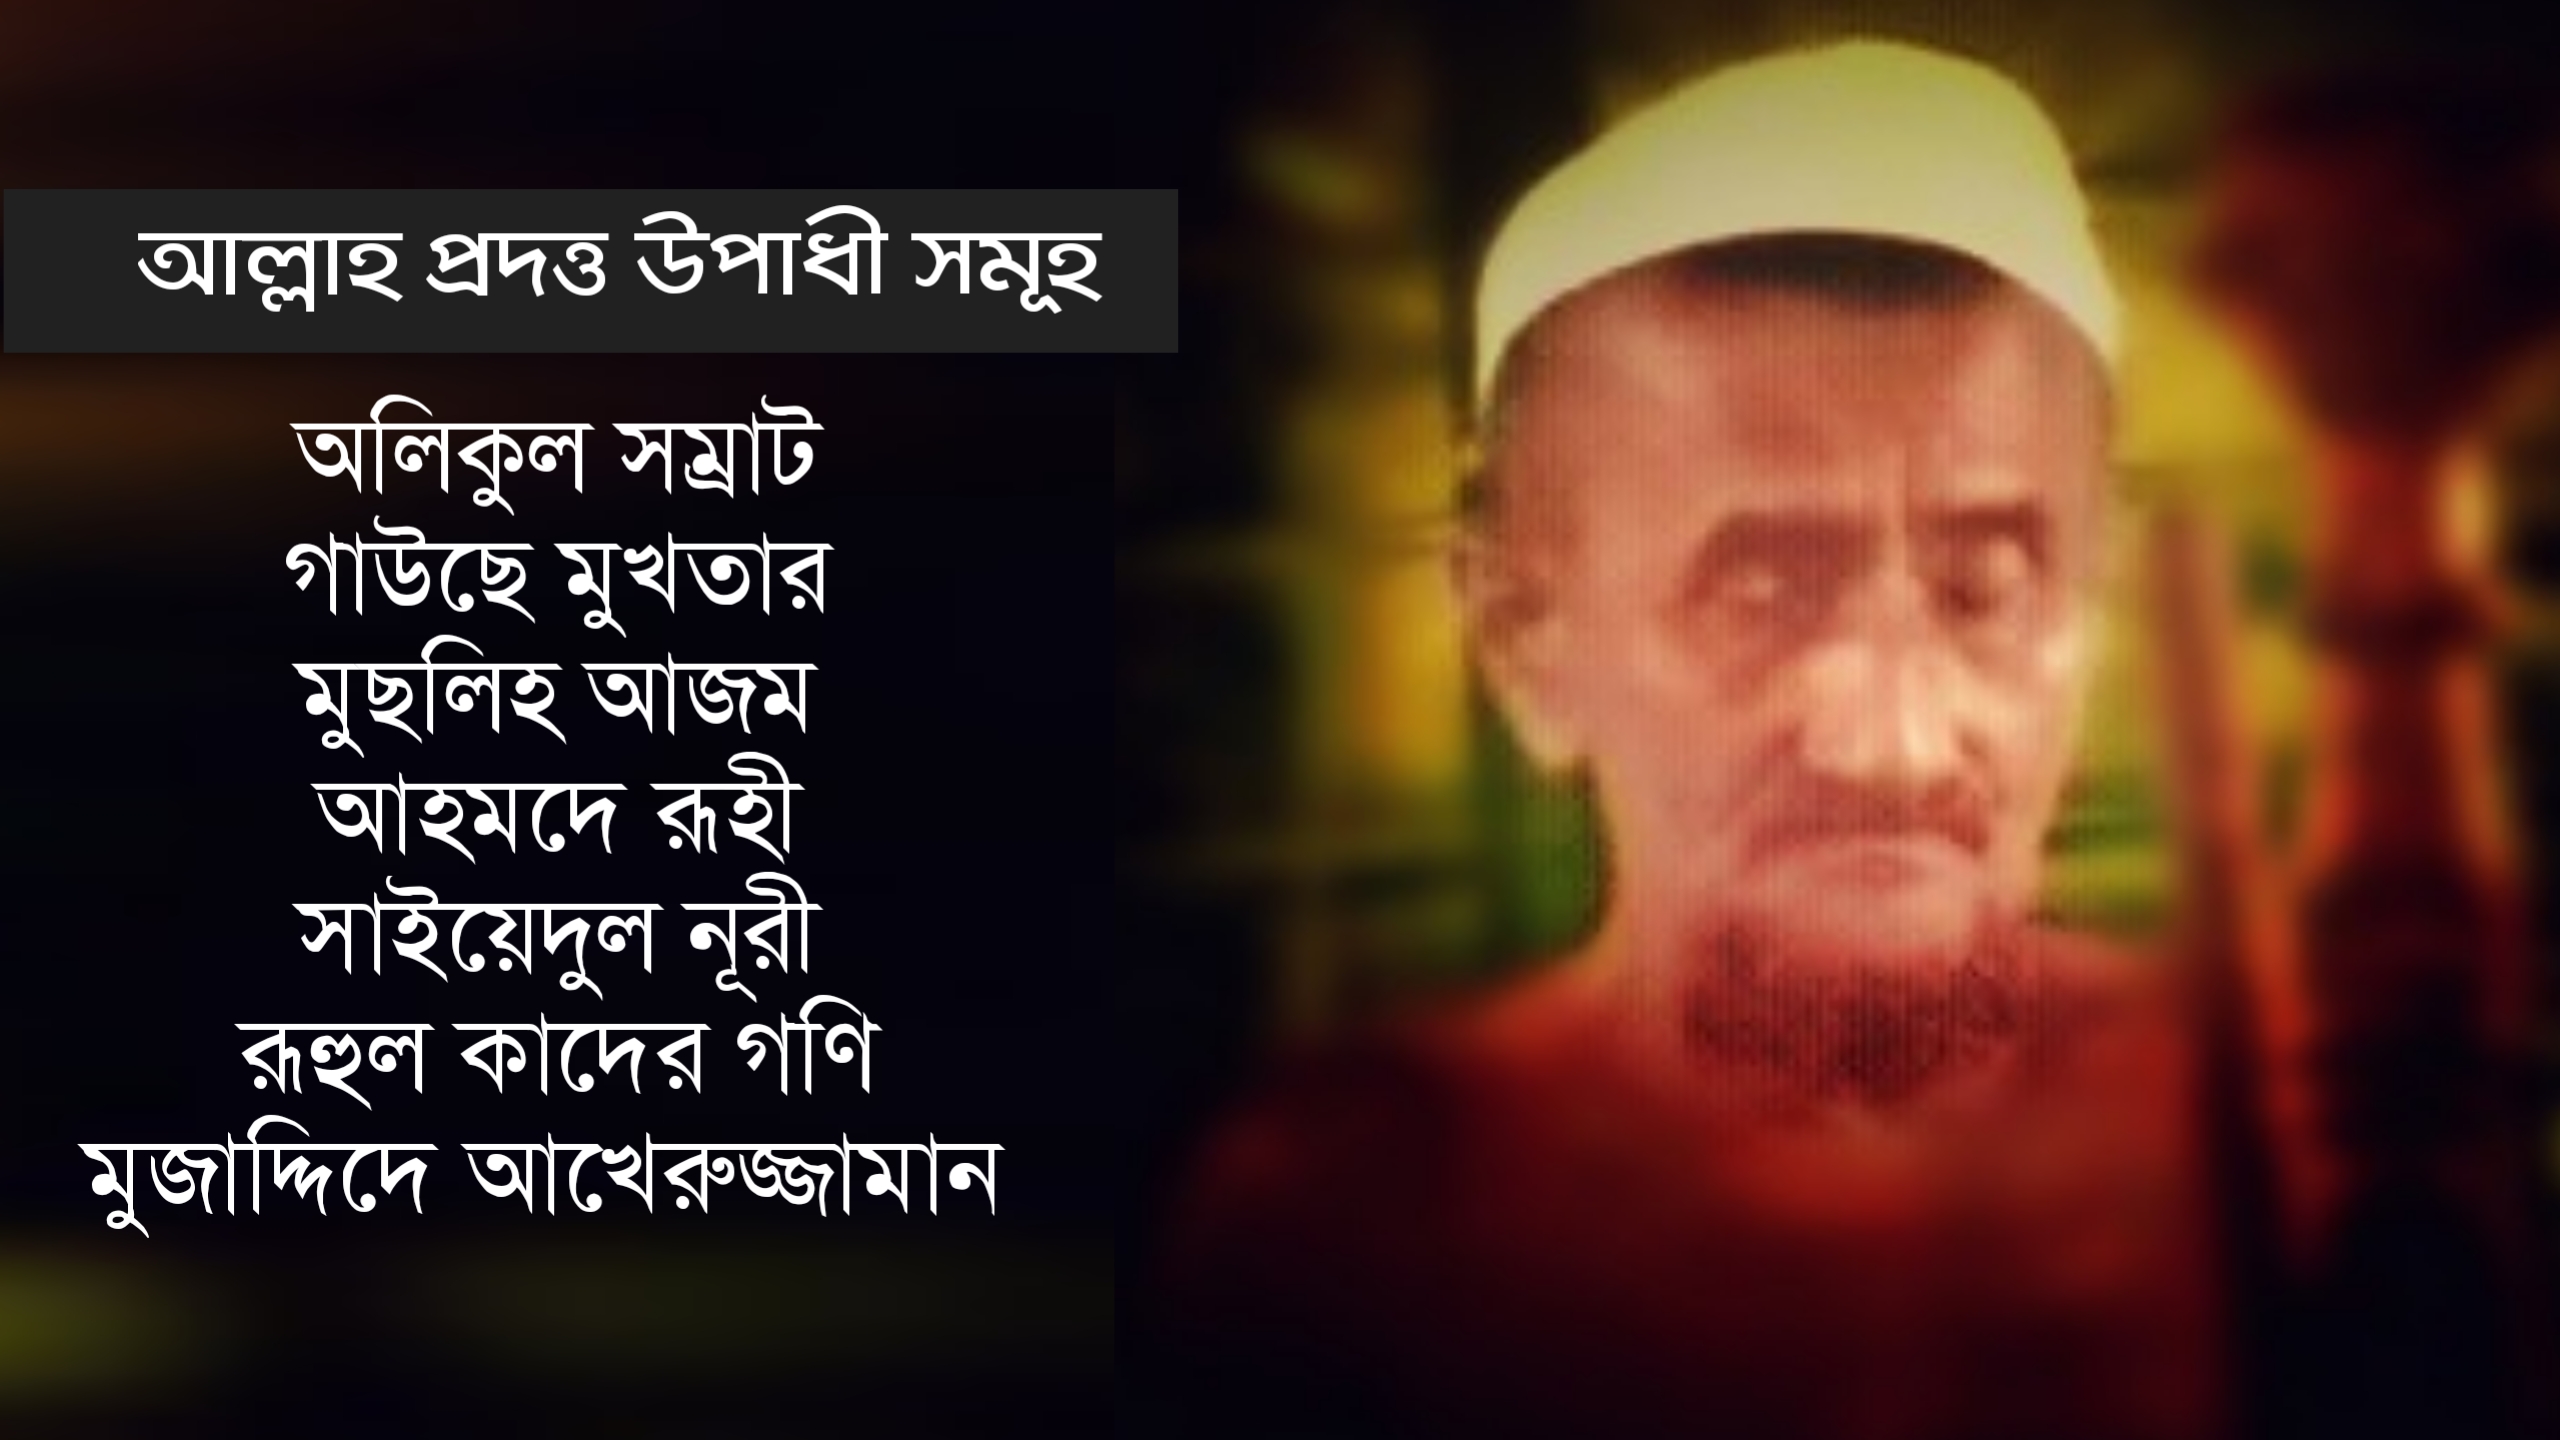 আল্লাহ প্রদত্ত উপাধী সমূহ
অলিকুল সম্রাট
গাউছে মুখতার
মুছলিহ আজম
আহমদে রূহী
সাইয়েদুল নূরী
রূহুল কাদের গণি
মুজাদ্দিদে আখেরুজ্জামান